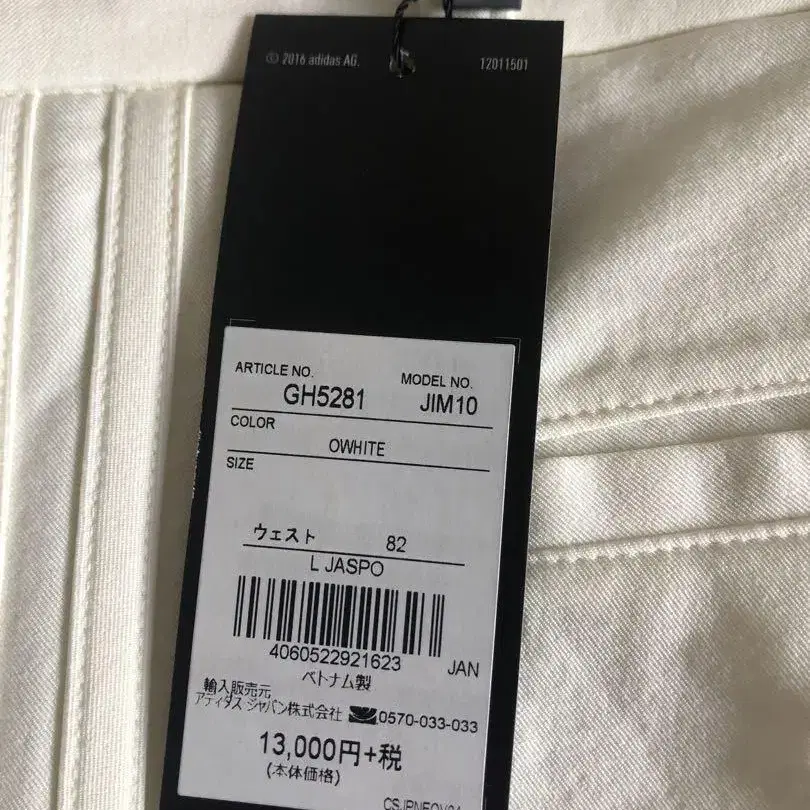 © 2016 adidas AG. 12011501
ARTICLE NO. MODEL NO.
GH5281 JIM10
COLOR
OWHITE
SIZE
ウェスト 82
L JASPO
4060522921623 JAN
ベトナム製
輸入販売元
アディダス ジャパン株式会社 0570-033-033
13,000円+税
(本体価格)